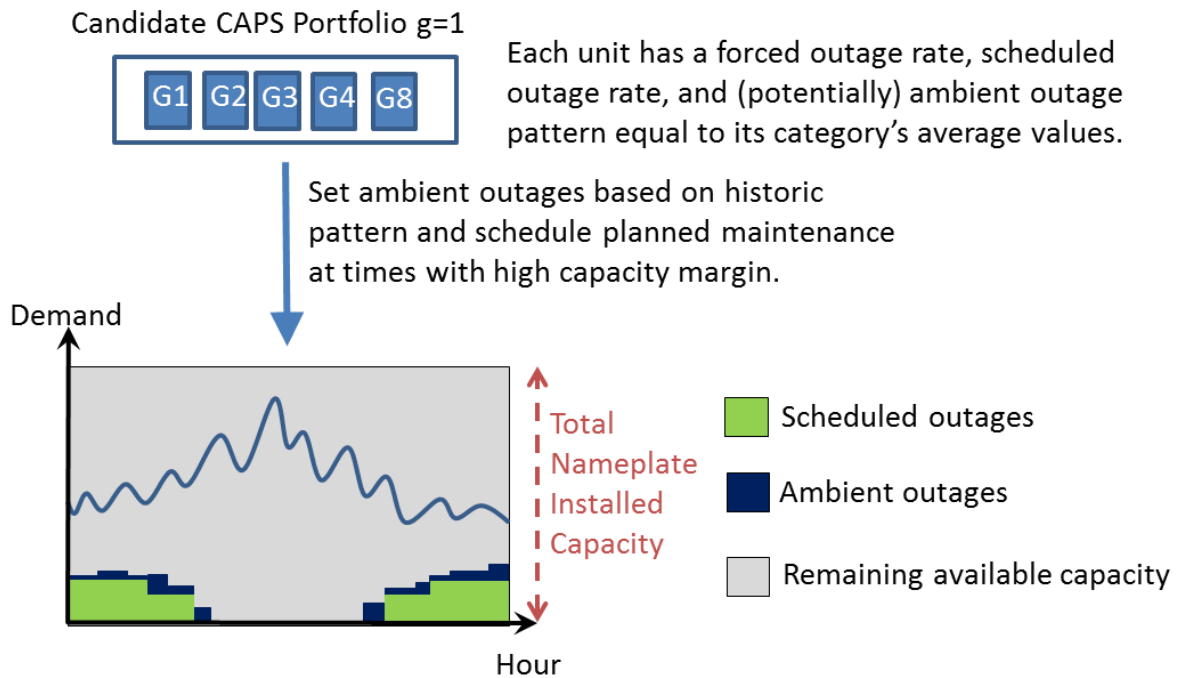 Candidate CAPS Portfolio g=1
G1 G2 G3 G4 G8
Each unit has a forced outage rate, scheduled
outage rate, and (potentially) ambient outage
pattern equal to its category’s average values.
Set ambient outages based on historic
pattern and schedule planned maintenance
at times with high capacity margin.
Demand
Total
Nameplate
Installed
Capacity
Scheduled outages
Ambient outages
Remaining available capacity
Hour